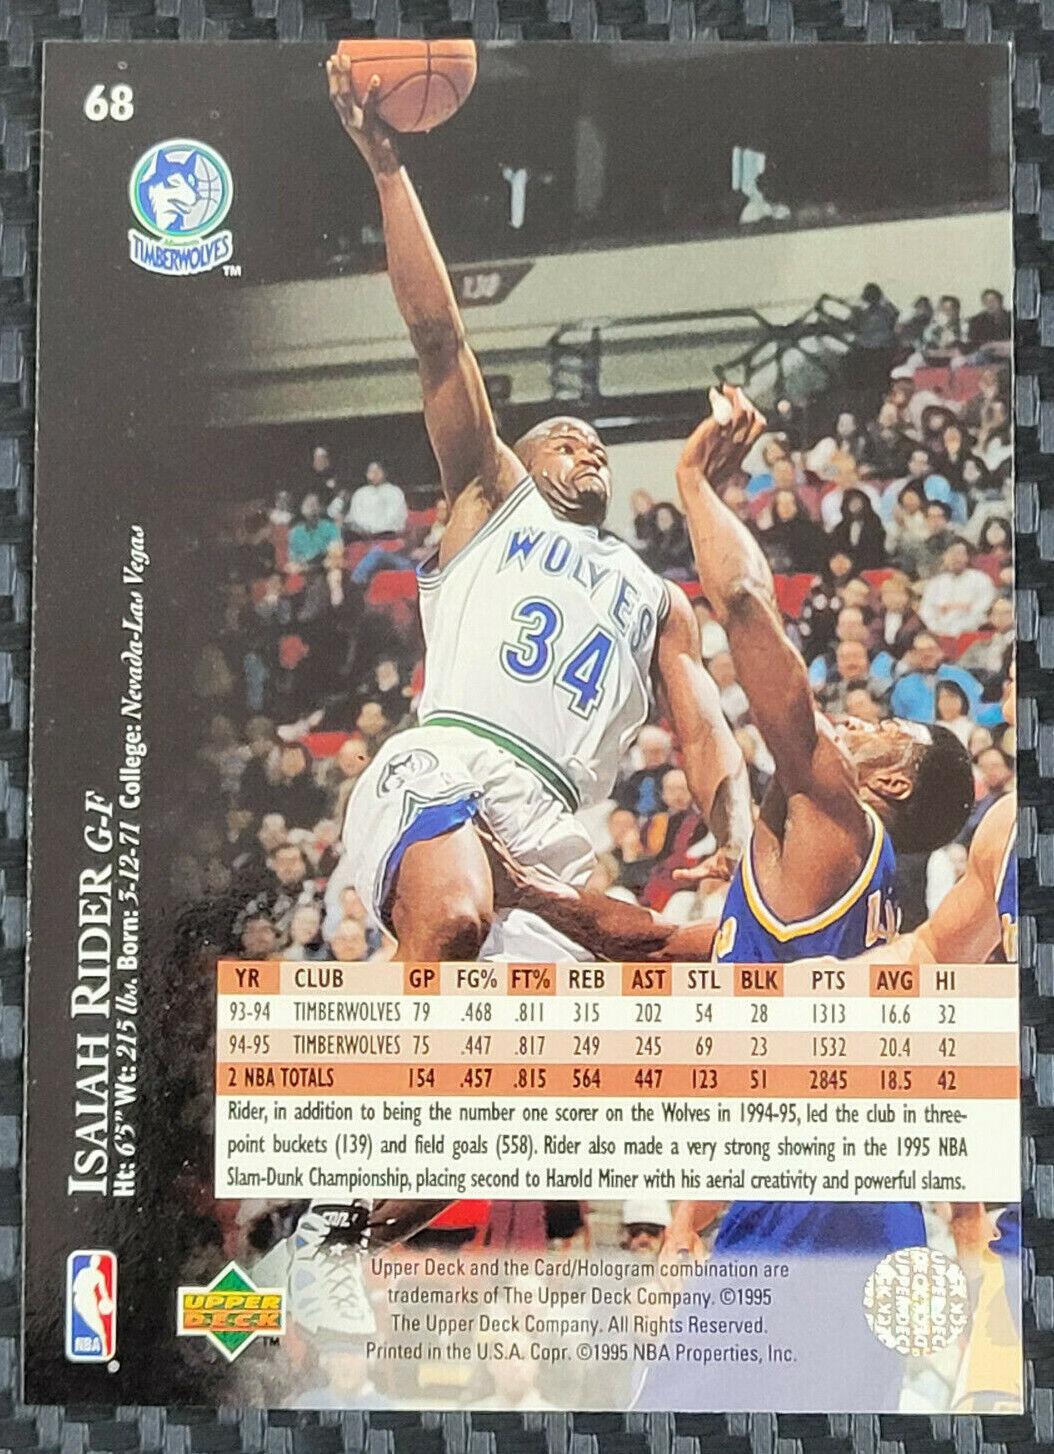 68
Minnesota
TIMBERWOLVES™
130
WOLVES
34
ISAIAH RIDER G-F
Ht: 6'5" Wt: 215 lbs. Born: 3-12-71 College: Nevada-Las Vegas
YR CLUB GP FG% FT% REB AST STL BLK PTS AVG HI
93-94 TIMBERWOLVES 79 .468 .811 315 202 54 28 1313 16.6 32
94-95 TIMBERWOLVES 75 .447 .817 249 245 69 23 1532 20.4 42
2 NBA TOTALS 154 .457 .815 564 447 123 51 2845 18.5 42
Rider, in addition to being the number one scorer on the Wolves in 1994-95, led the club in three-
point buckets (139) and field goals (558). Rider also made a very strong showing in the 1995 NBA
Slam-Dunk Championship, placing second to Harold Miner with his aerial creativity and powerful slams.
NBA®
UPPER
DECK™
Upper Deck and the Card/Hologram combination are
trademarks of The Upper Deck Company. ©1995
The Upper Deck Company. All Rights Reserved.
Printed in the U.S.A. Copr. ©1995 NBA Properties, Inc.